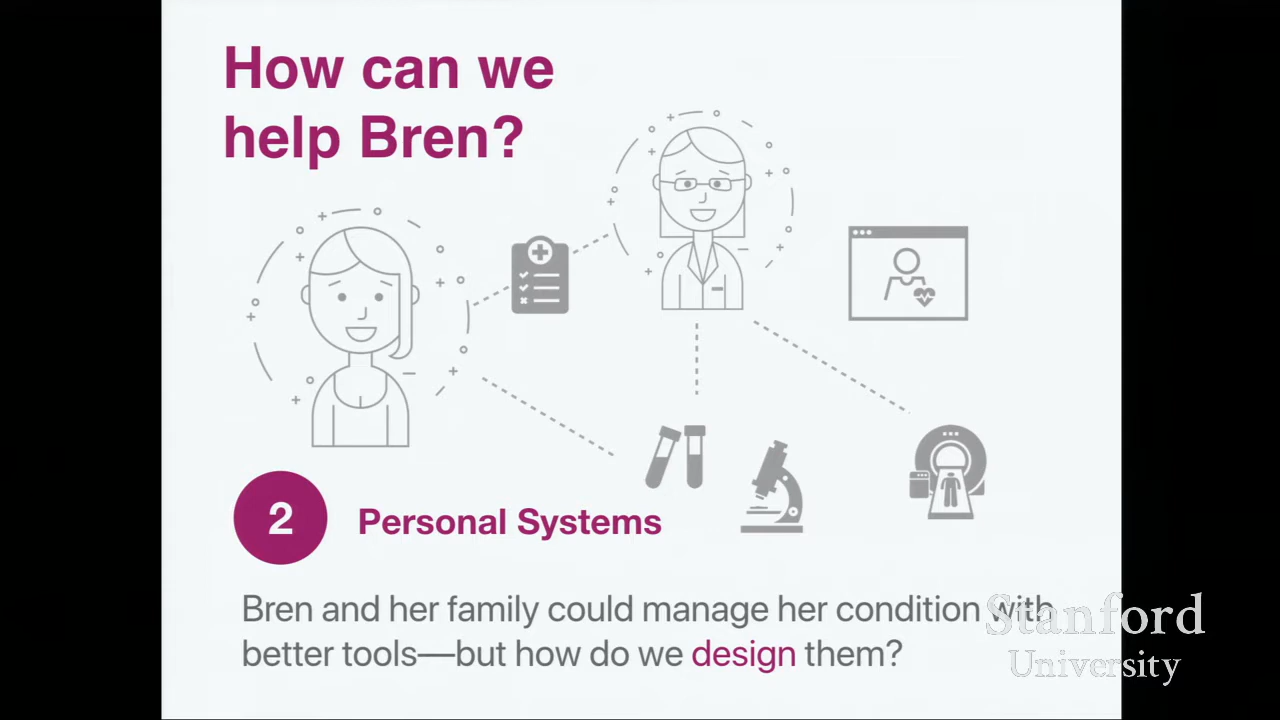 How can we
help Bren?
2
Personal Systems
Bren and her family could manage her condition with
better tools—but how do we design them?
Stanford
University